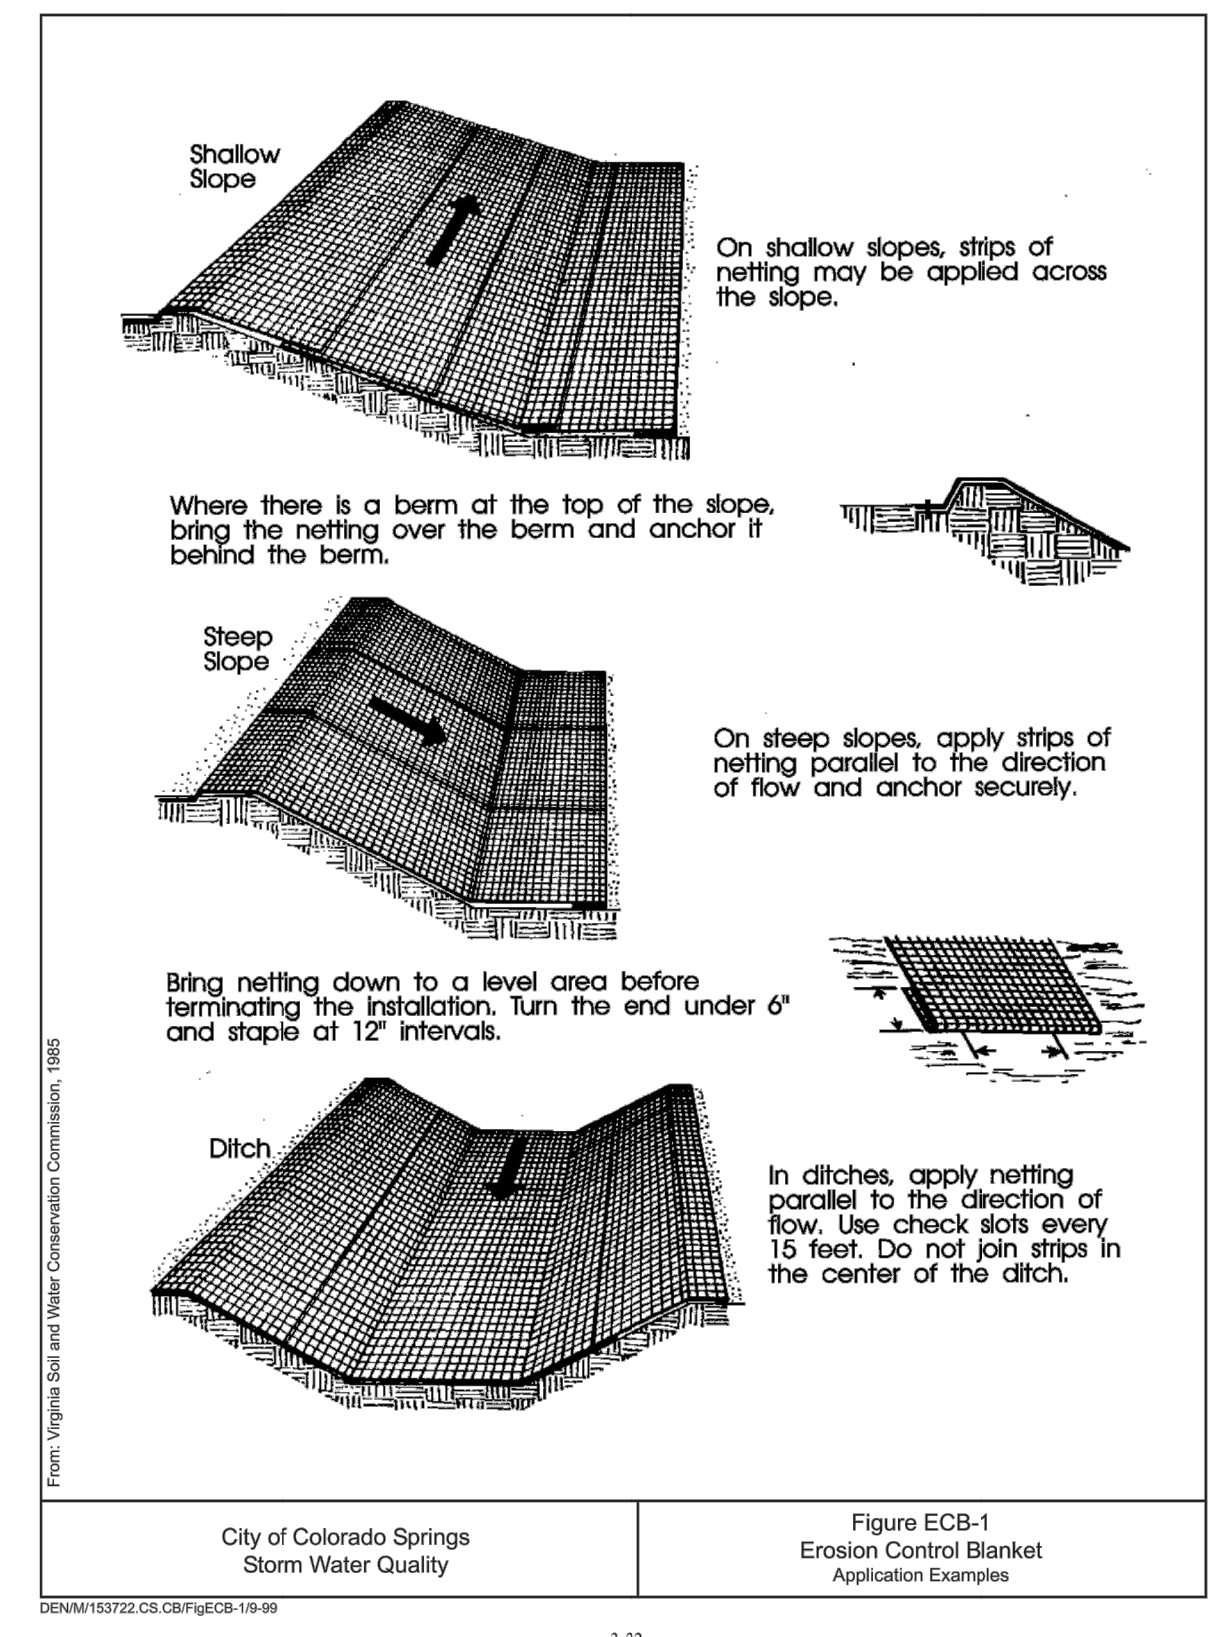 Shallow
Slope
On shallow slopes, strips of
netting may be applied across
the slope.
Where there is a berm at the top of the slope,
bring the netting over the berm and anchor it
behind the berm.
Steep
Slope
On steep slopes, apply strips of
netting parallel to the direction
of flow and anchor securely.
Bring netting down to a level area before
terminating the installation. Turn the end under 6"
and staple at 12" intervals.
Ditch
In ditches, apply netting
parallel to the direction of
flow. Use check slots every
15 feet. Do not join strips in
the center of the ditch.
From: Virginia Soil and Water Conservation Commission, 1985
City of Colorado Springs
Storm Water Quality
Figure ECB-1
Erosion Control Blanket
Application Examples
DEN/M/153722.CS.CB/FigECB-1/9-99